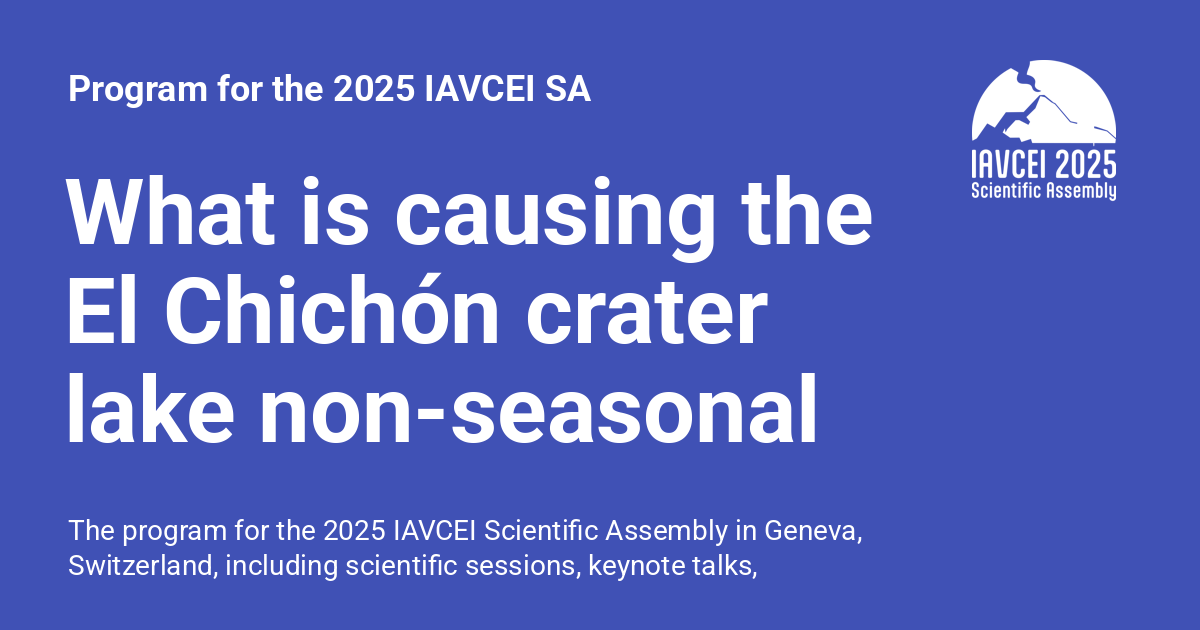 Program for the 2025 IAVCEI SA
IAVCEI 2025
Scientific Assembly
What is causing the
El Chichón crater
lake non-seasonal
The program for the 2025 IAVCEI Scientific Assembly in Geneva,
Switzerland, including scientific sessions, keynote talks,